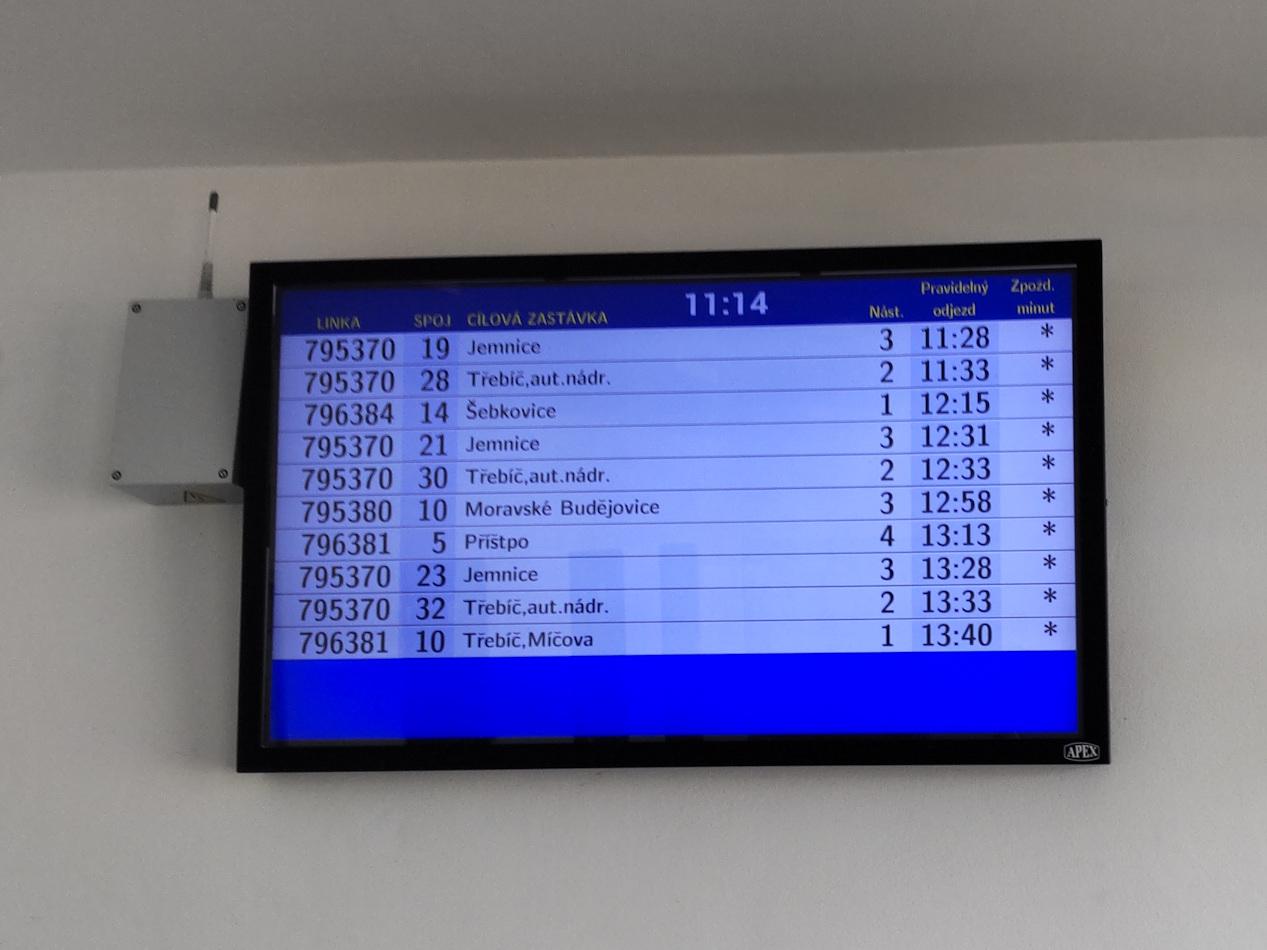 11:14 Pravidelný Zpožd.
LINKA SPOJ CÍLOVÁ ZASTÁVKA Nást. odjezd minut
795370 19 Jemnice 3 11:28 *
795370 28 Třebíč,aut.nádr. 2 11:33 *
796384 14 Šebkovice 1 12:15 *
795370 21 Jemnice 3 12:31 *
795370 30 Třebíč,aut.nádr. 2 12:33 *
795380 10 Moravské Budějovice 3 12:58 *
796381 5 Příštpo 4 13:13 *
795370 23 Jemnice 3 13:28 *
795370 32 Třebíč,aut.nádr. 2 13:33 *
796381 10 Třebíč,Míčova 1 13:40 *
APEX